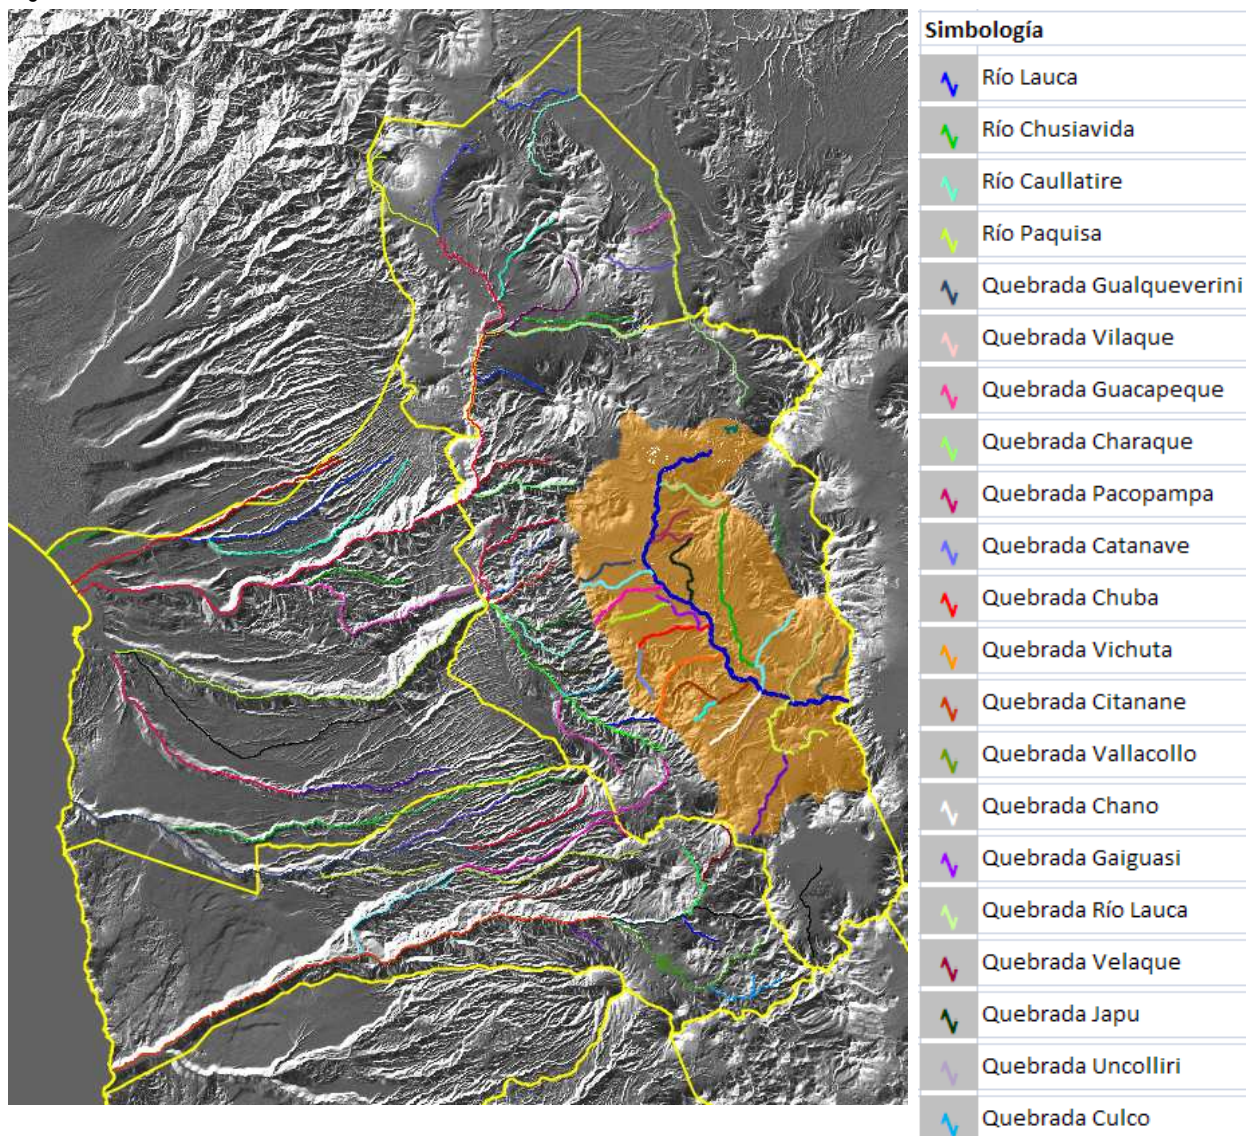 Simbología
Río Lauca
Río Chusiavida
Río Caullatire
Río Paquisa
Quebrada Gualqueverini
Quebrada Vilaque
Quebrada Guacapeque
Quebrada Charaque
Quebrada Pacopampa
Quebrada Catanave
Quebrada Chuba
Quebrada Vichuta
Quebrada Citanane
Quebrada Vallacollo
Quebrada Chano
Quebrada Gaiguasi
Quebrada Río Lauca
Quebrada Velaque
Quebrada Japu
Quebrada Uncolliri
Quebrada Culco